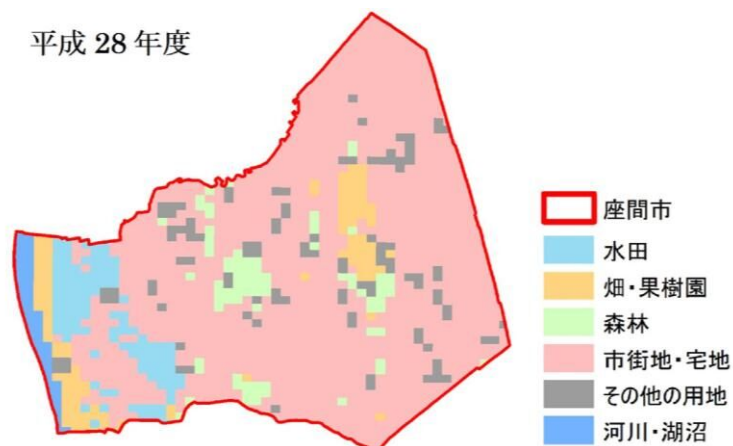 平成 28 年度
座間市
水田
畑・果樹園
森林
市街地・宅地
その他の用地
河川・湖沼